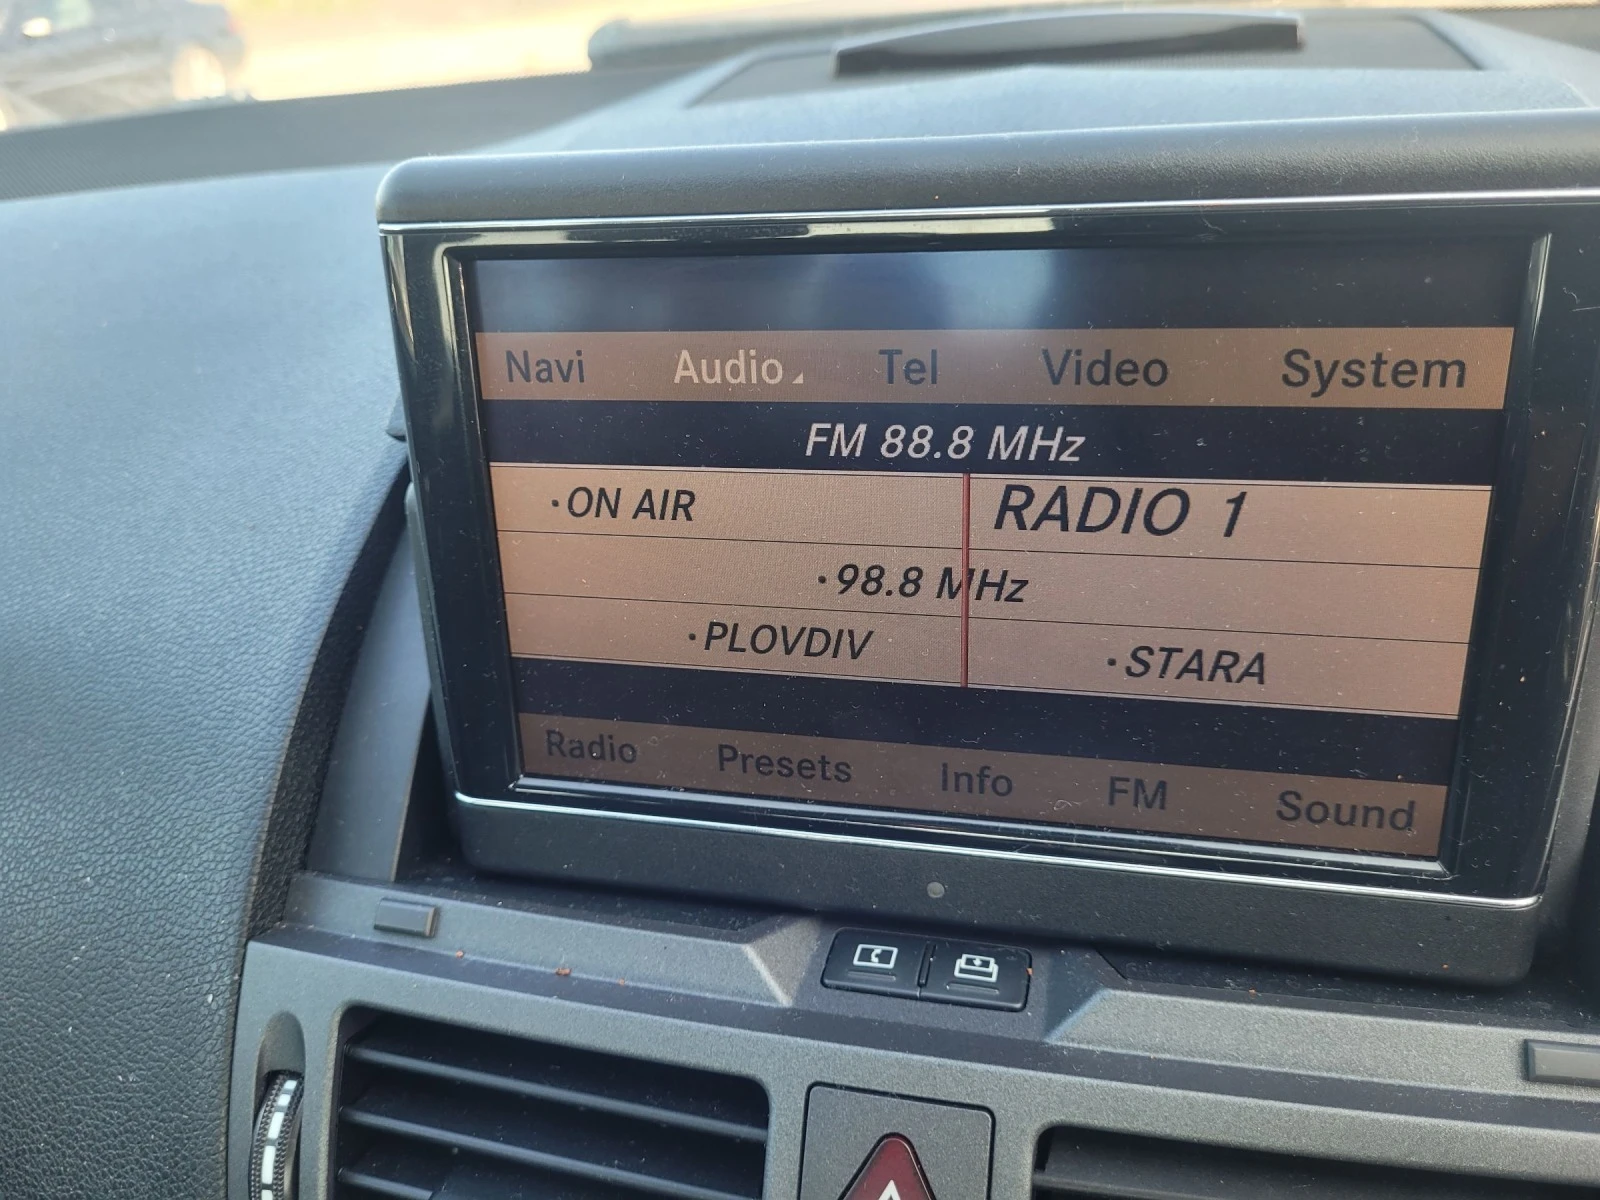 Navi Audio Tel Video System
FM 88.8 MHz
·ON AIR RADIO 1
·98.8 MHz
·PLOVDIV ·STARA
Radio Presets Info FM Sound